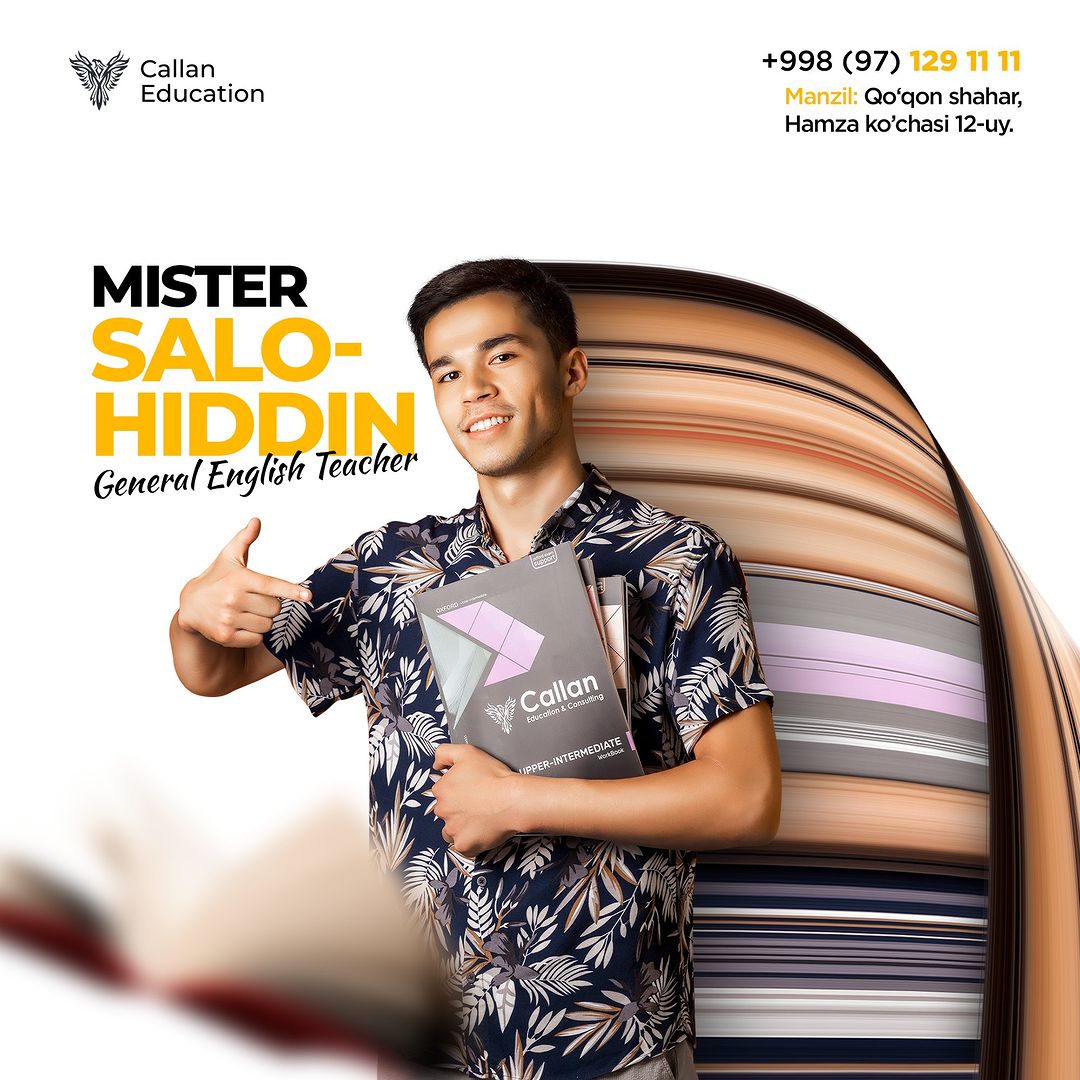 Callan
Education
+998 (97) 129 11 11
Manzil: Qo‘qon shahar,
Hamza ko’chasi 12-uy.
MISTER
SALO-
HIDDIN
General English Teacher
support
OXFORD
Callan
Education & Consulting
UPPER-INTERMEDIATE
WorkBook